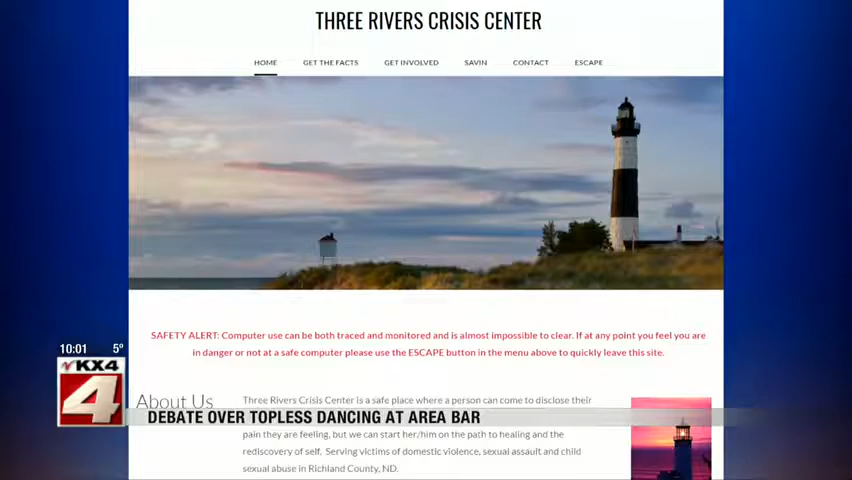 THREE RIVERS CRISIS CENTER
HOME GET THE FACTS GET INVOLVED SAVIN CONTACT ESCAPE
SAFETY ALERT: Computer use can be both traced and monitored and is almost impossible to clear. If at any point you feel you are
in danger or not at a safe computer please use the ESCAPE button in the menu above to quickly leave this site.
10:01 5°
KX4
4
About Us
Three Rivers Crisis Center is a safe place where a person can come to disclose their
DEBATE OVER TOPLESS DANCING AT AREA BAR
pain they are feeling, but we can start her/him on the path to healing and the
rediscovery of self. Serving victims of domestic violence, sexual assault and child
sexual abuse in Richland County, ND.